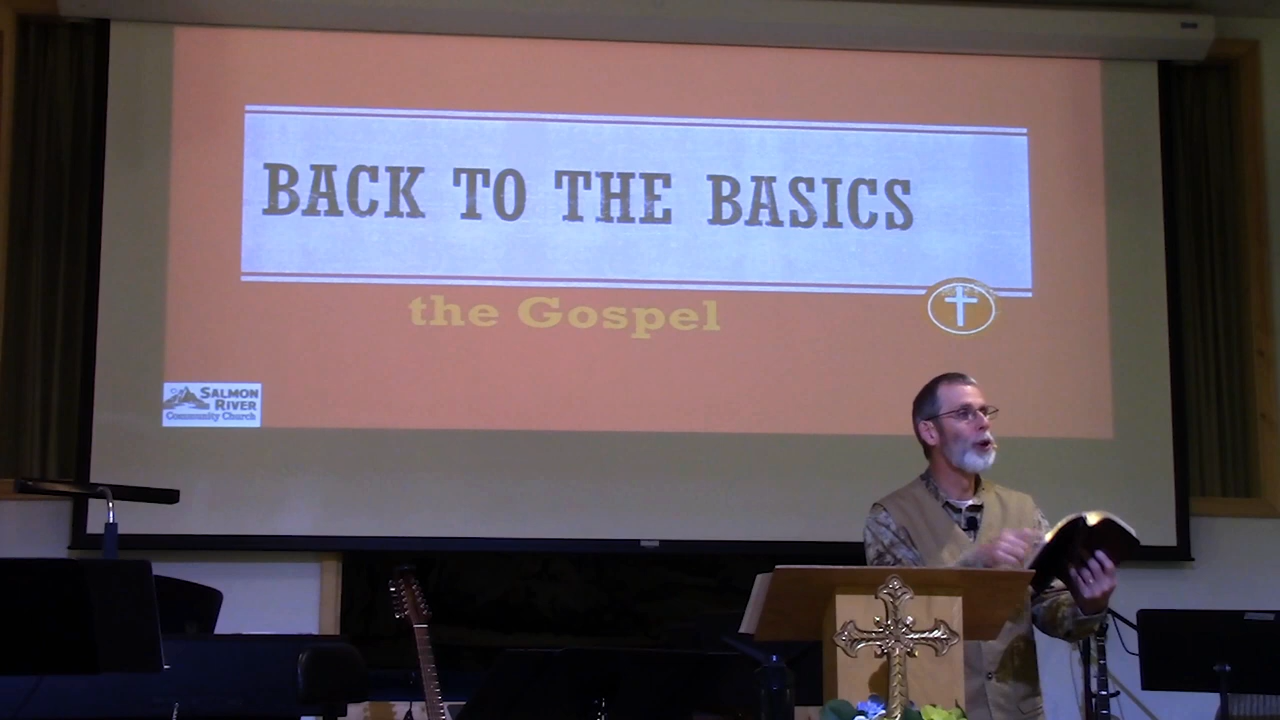 BACK TO THE BASICS
the Gospel
SALMON
RIVER
Community Church